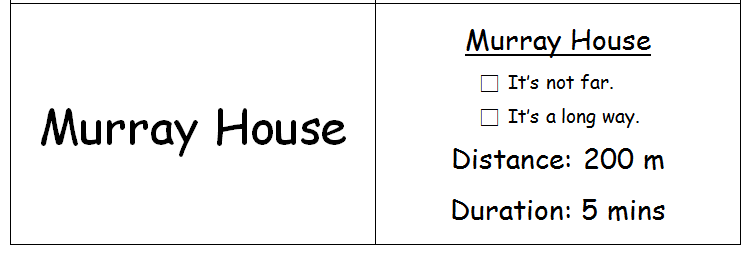 Murray House
Murray House
☐ It's not far.
☐ It's a long way.
Distance: 200 m
Duration: 5 mins